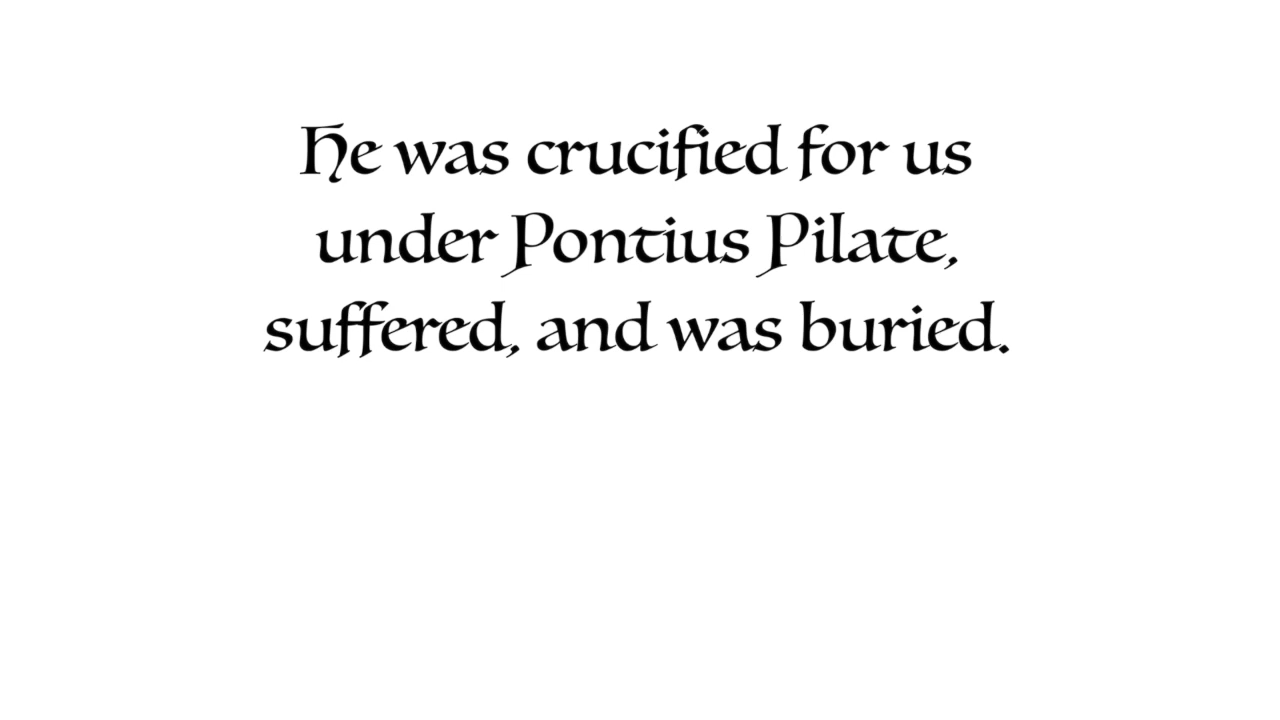 He was crucified for us
under Pontius Pilate,
suffered, and was buried.